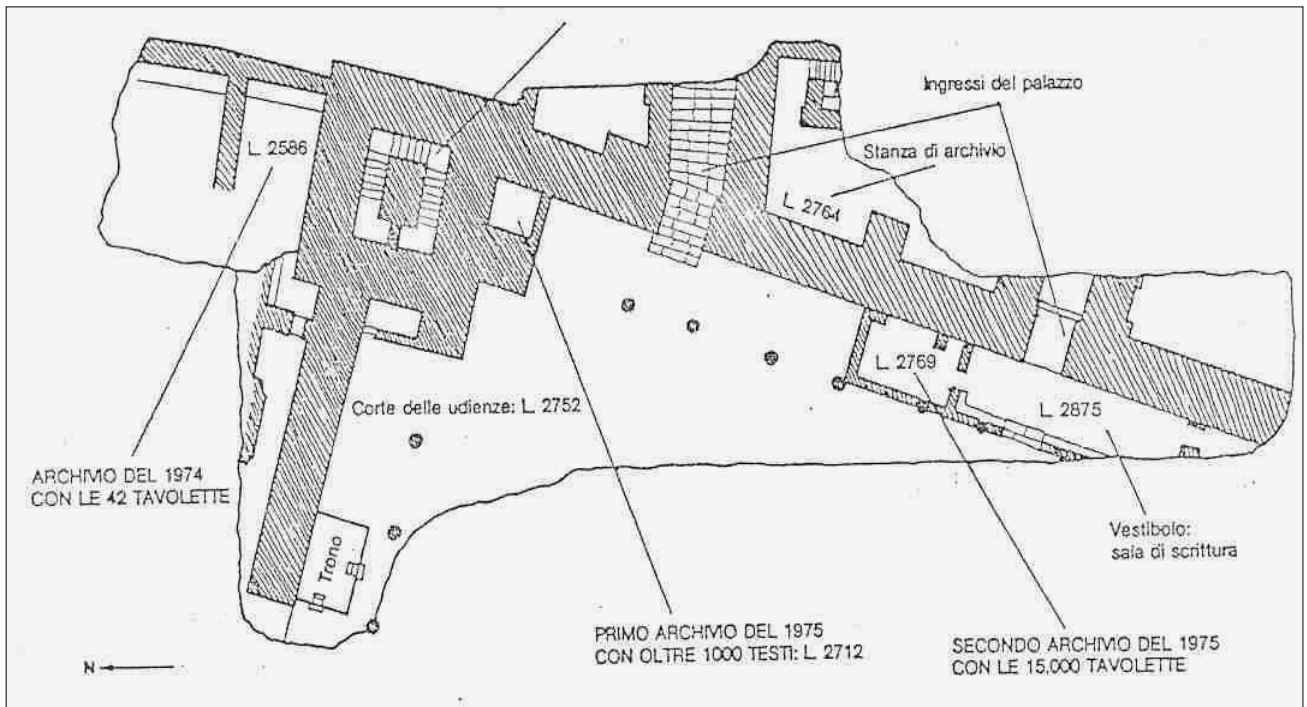 Ingressi del palazzo
L. 2586
Stanza di archivio
L. 2764
L. 2769
Corte delle udienze: L. 2752
L. 2875
ARCHIVIO DEL 1974
CON LE 42 TAVOLETTE
Vestibolo:
sala di scrittura
Trono
PRIMO ARCHIVIO DEL 1975
CON OLTRE 1000 TESTI: L. 2712
SECONDO ARCHIVIO DEL 1975
CON LE 15.000 TAVOLETTE
N